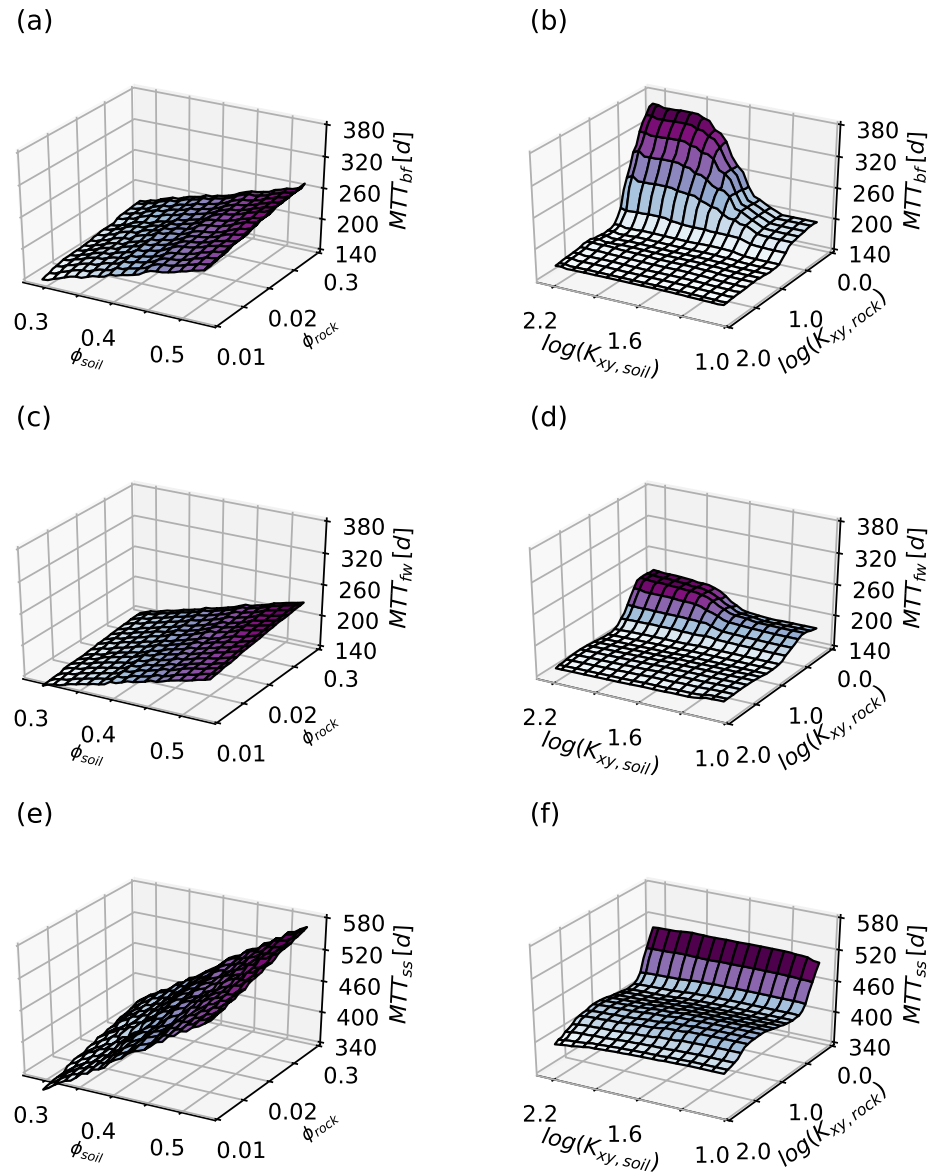 (a)
380
320
260
200
140
MTT_bf [d]
0.3
0.4
0.5
ϕ_soil
0.01
0.02
0.3
ϕ_rock
(b)
380
320
260
200
140
MTT_bf [d]
2.2
1.6
1.0
log(K_xy, soil)
2.0
1.0
0.0
log(K_xy, rock)
(c)
380
320
260
200
140
MTT_fw [d]
0.3
0.4
0.5
ϕ_soil
0.01
0.02
0.3
ϕ_rock
(d)
380
320
260
200
140
MTT_fw [d]
2.2
1.6
1.0
log(K_xy, soil)
2.0
1.0
0.0
log(K_xy, rock)
(e)
580
520
460
400
340
MTT_ss [d]
0.3
0.4
0.5
ϕ_soil
0.01
0.02
0.3
ϕ_rock
(f)
580
520
460
400
340
MTT_ss [d]
2.2
1.6
1.0
log(K_xy, soil)
2.0
1.0
0.0
log(K_xy, rock)